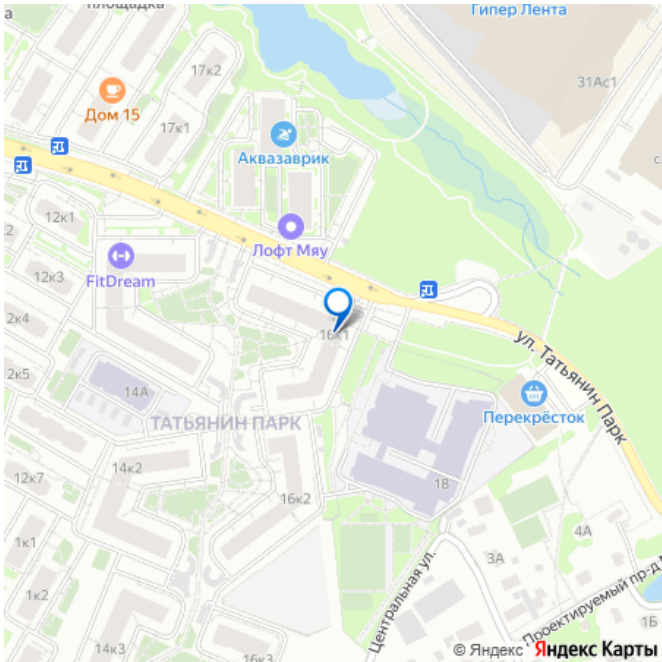 площадка
Гипер Лента
17к2
31Ас1
Дом 15
17к1
Аквазаврик
12к1
Лофт Мяу
12к3
FitDream
2к4
16к1
ул. Татьянин Парк
2к5
14А
ТАТЬЯНИН ПАРК
Перекрёсток
14к2
12к7
18
16к2
4А
1к1
3А
Центральная ул.
Проектируемый пр-д
1к2
1Б
14к3
16к3
© Яндекс Яндекс Карты